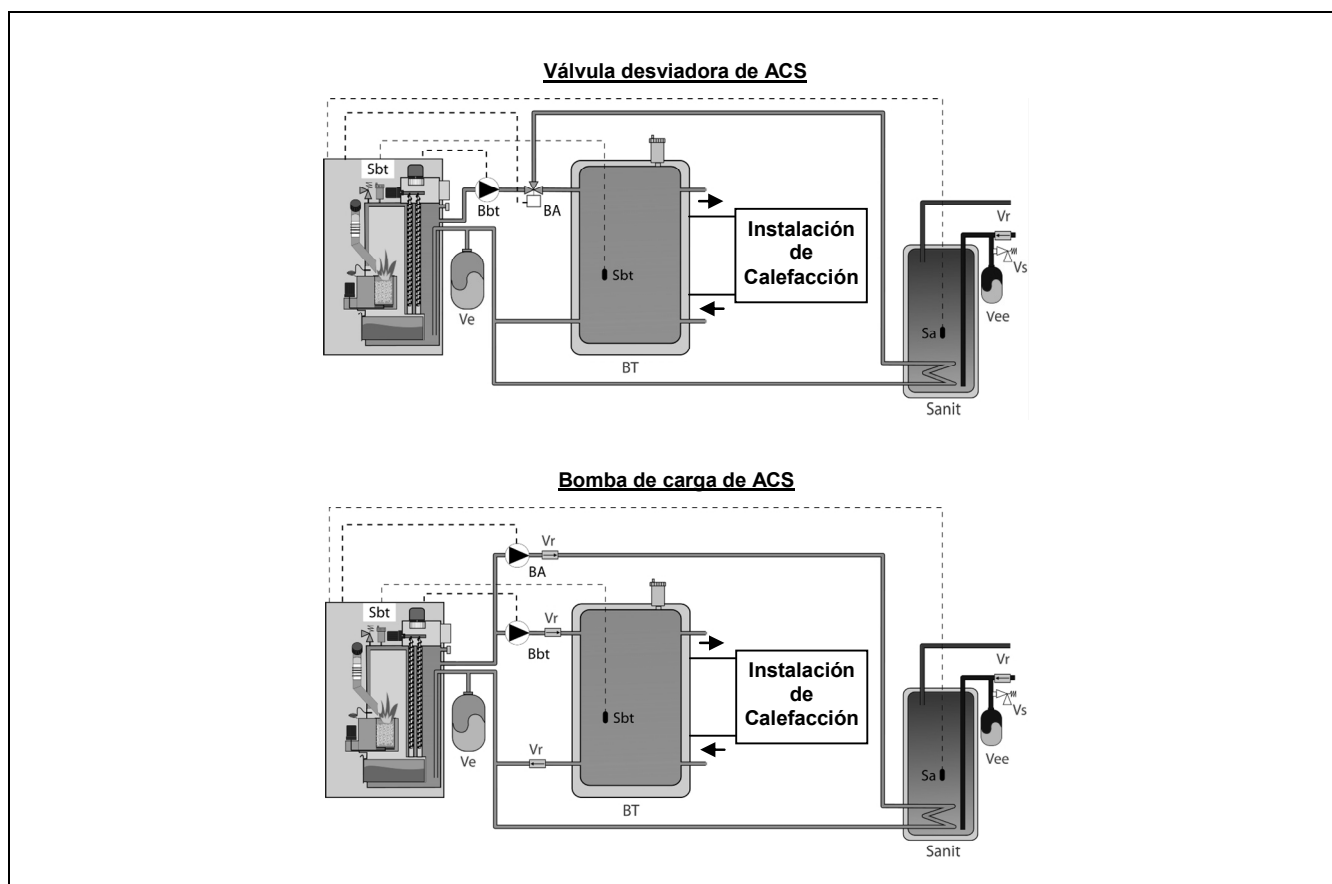 Válvula desviadora de ACS
Sbt
Bbt
BA
Ve
Sbt
BT
Instalación
de
Calefacción
Vr
Vs
Vee
Sa
Sanit
Bomba de carga de ACS
Vr
BA
Sbt
Vr
Bbt
Ve
Vr
Sbt
BT
Instalación
de
Calefacción
Vr
Vs
Vee
Sa
Sanit